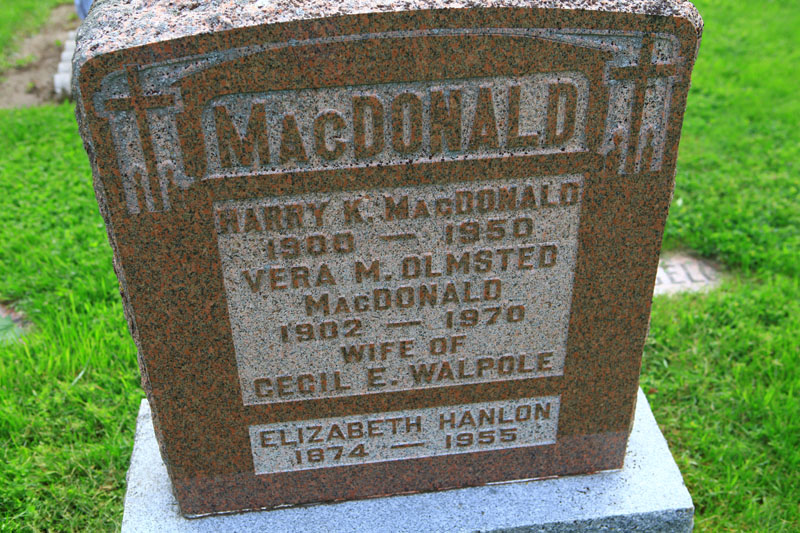 MacDONALD
HARRY K. MacDONALD
1900 — 1950
VERA M. OLMSTED
MacDONALD
1902 — 1970
WIFE OF
CECIL E. WALPOLE
ELIZABETH HANLON
1874 — 1955